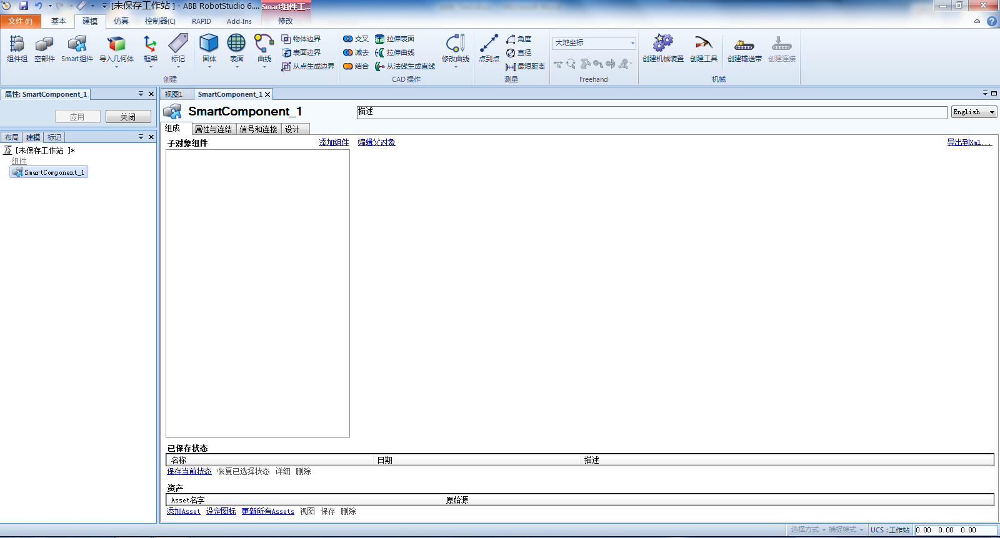 [未保存工作站 ] - ABB RobotStudio 6.... Smart组件工...
文件(F) 基本 建模 仿真 控制器(C) RAPID Add-Ins 修改
组件组 空部件 Smart组件 导入几何体 框架 标记 固体 表面 曲线 物体边界 表面边界 从点生成边界
创建
交叉 减去 结合 拉伸表面 拉伸曲线 从法线生成直线 修改曲线
CAD 操作
点到点 角度 直径 最短距离
测量
大地坐标
Freehand
创建机械装置 创建工具 创建输送带 创建连接
机械
属性: SmartComponent_1
应用 关闭
布局 建模 标记
[未保存工作站 ]*
组件
SmartComponent_1
视图1 SmartComponent_1
SmartComponent_1 描述 English
组成 属性与连结 信号和连接 设计
子对象组件 添加组件 编辑父对象 导出到Xml...
已保存状态
名称 日期 描述
保存当前状态 恢复已选择状态 详细 删除
资产
Asset名字 原始源
添加Asset 设定图标 更新所有Assets 视图 保存 删除
选择方式 捕捉模式 UCS :工作站 0.00 0.00 0.00